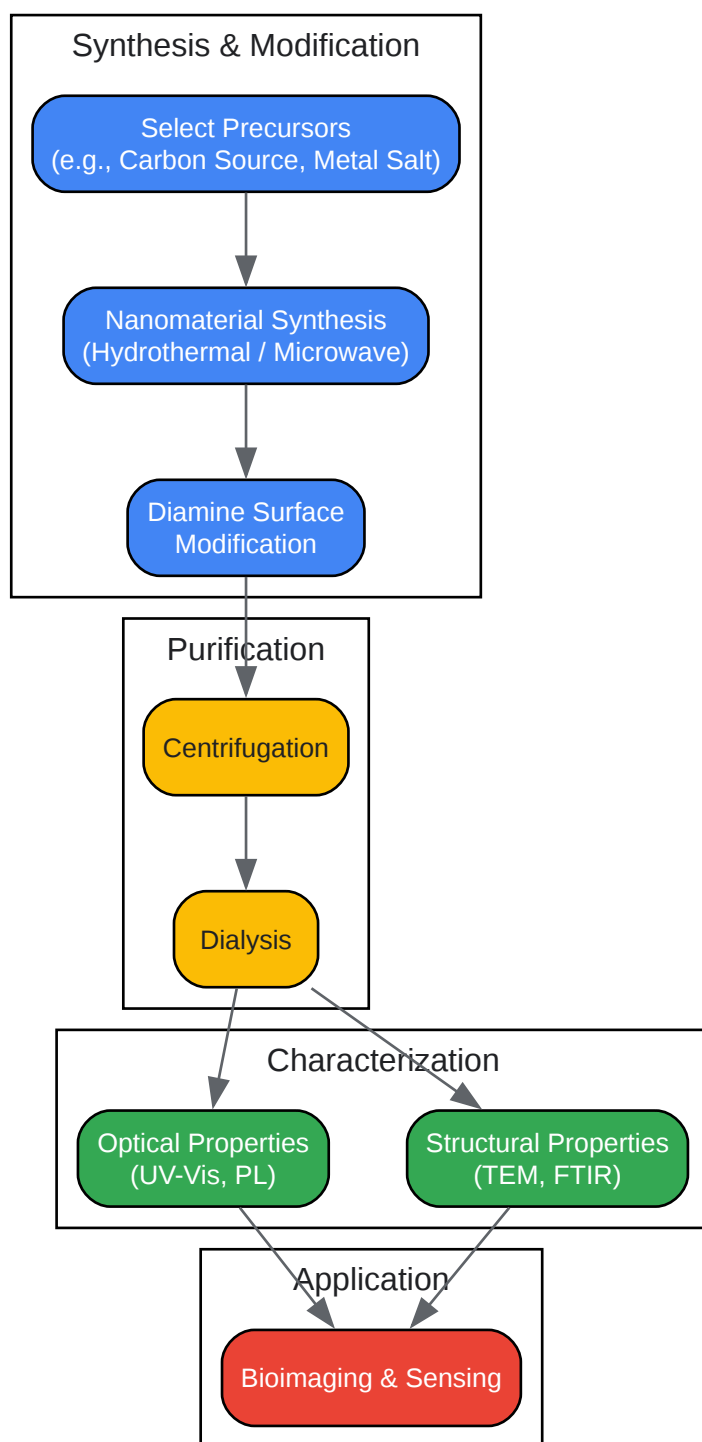 Synthesis & Modification
Select Precursors
(e.g., Carbon Source, Metal Salt)
Nanomaterial Synthesis
(Hydrothermal / Microwave)
Diamine Surface
Modification
Purification
Centrifugation
Dialysis
Characterization
Optical Properties
(UV-Vis, PL)
Structural Properties
(TEM, FTIR)
Application
Bioimaging & Sensing